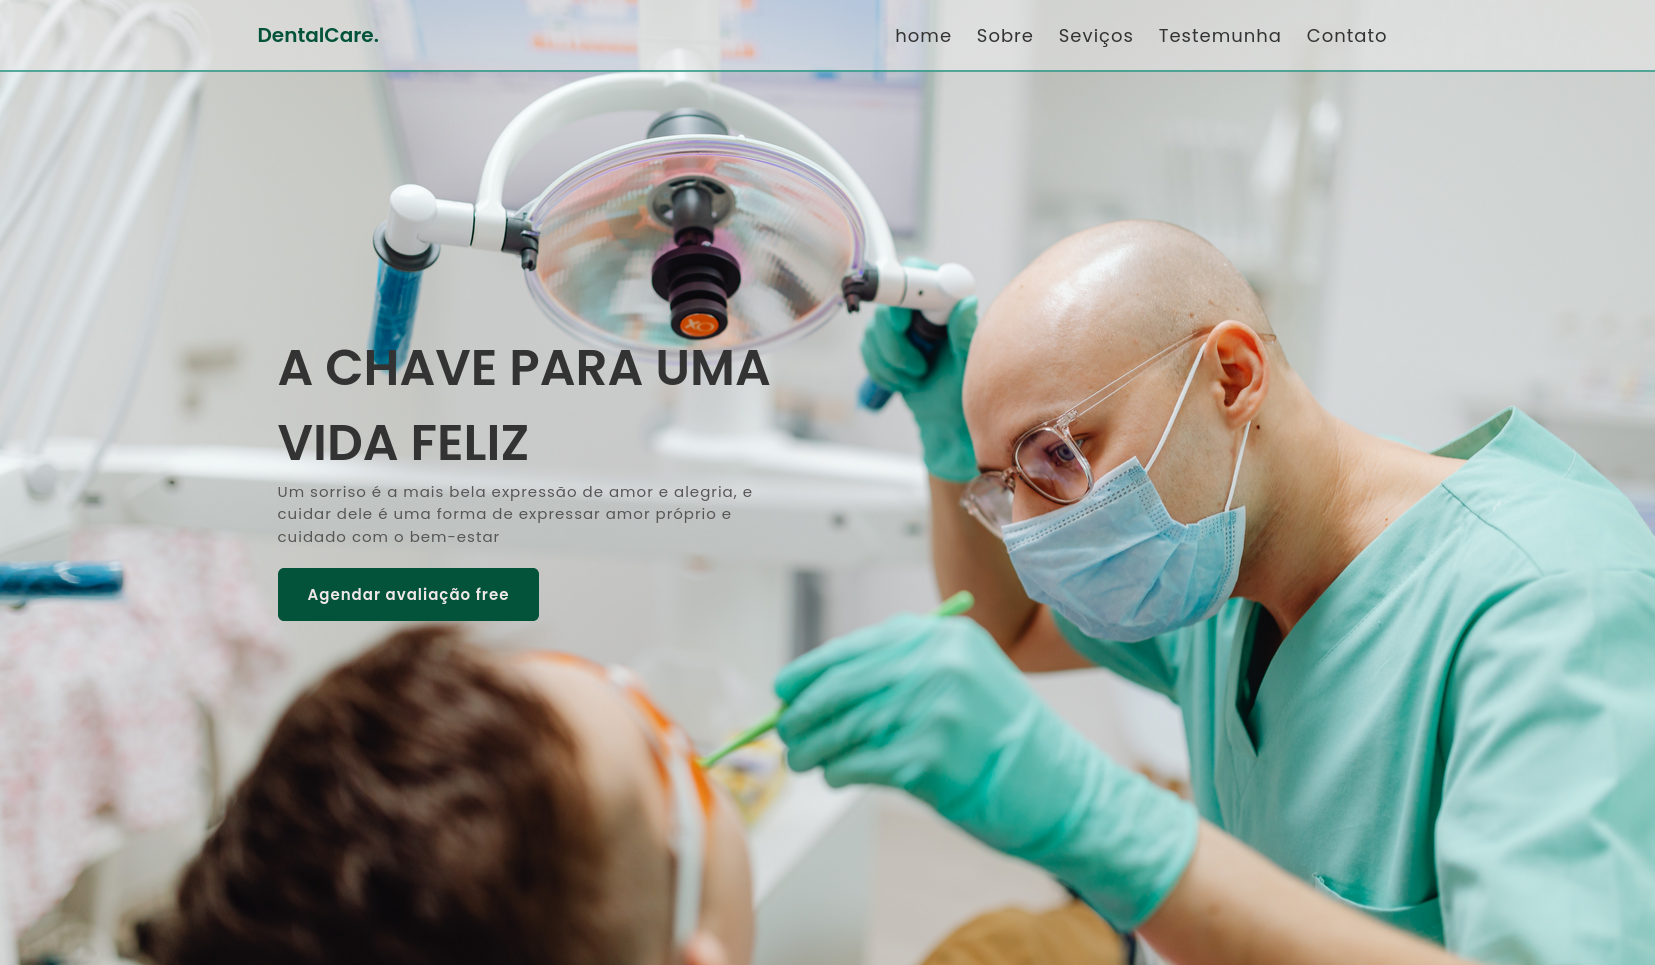 DentalCare.
home Sobre Seviços Testemunha Contato
XO
A CHAVE PARA UMA
VIDA FELIZ
Um sorriso é a mais bela expressão de amor e alegria, e
cuidar dele é uma forma de expressar amor próprio e
cuidado com o bem-estar
Agendar avaliação free